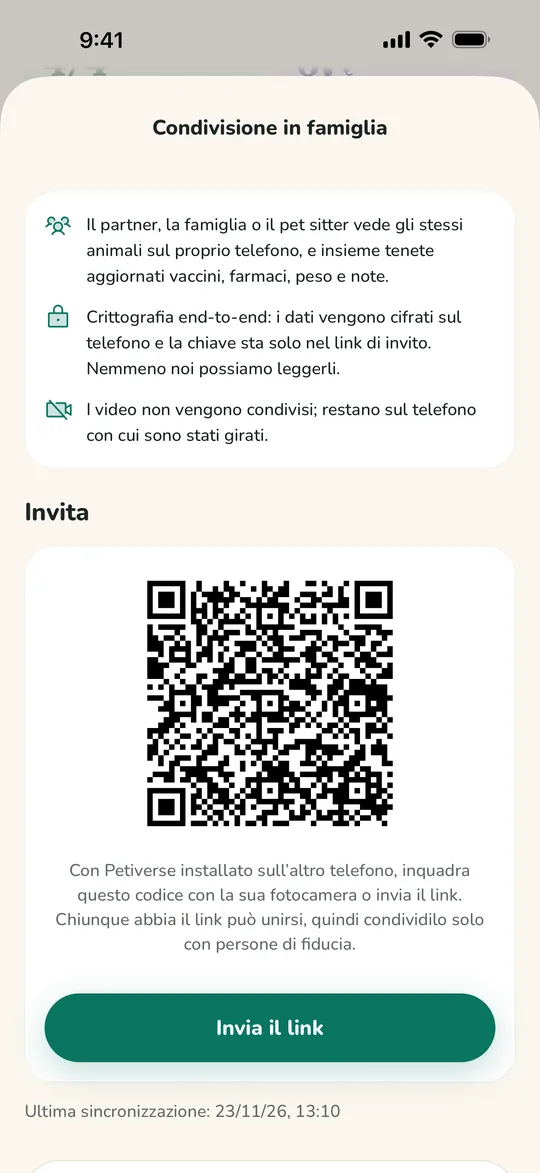 9:41
Condivisione in famiglia
Il partner, la famiglia o il pet sitter vede gli stessi
animali sul proprio telefono, e insieme tenete
aggiornati vaccini, farmaci, peso e note.
Crittografia end-to-end: i dati vengono cifrati sul
telefono e la chiave sta solo nel link di invito.
Nemmeno noi possiamo leggerli.
I video non vengono condivisi; restano sul telefono
con cui sono stati girati.
Invita
Con Petiverse installato sull’altro telefono, inquadra
questo codice con la sua fotocamera o invia il link.
Chiunque abbia il link può unirsi, quindi condividilo solo
con persone di fiducia.
Invia il link
Ultima sincronizzazione: 23/11/26, 13:10